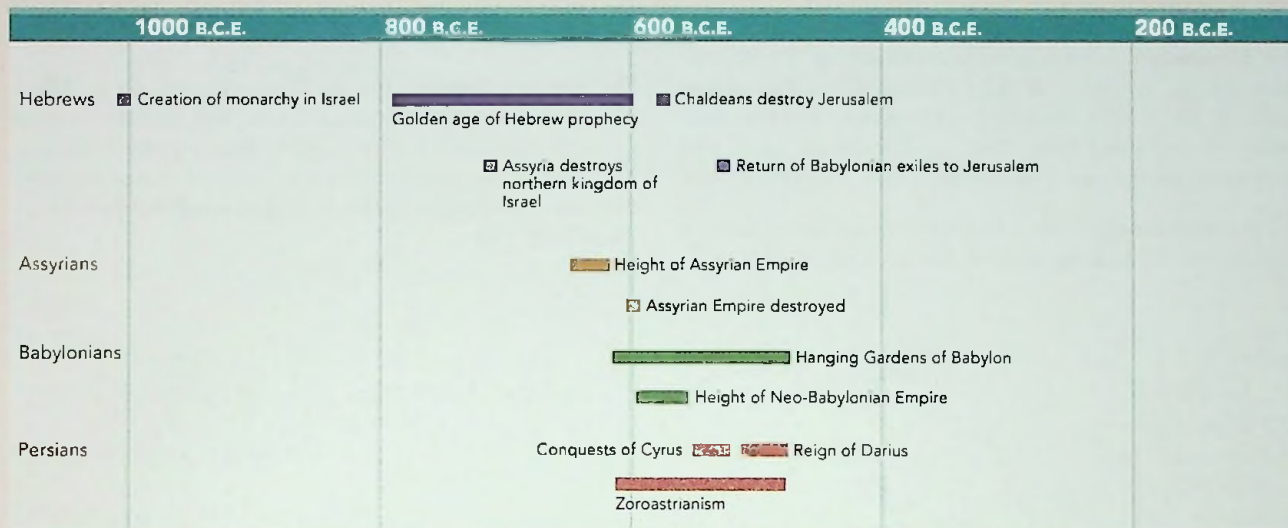 1000 B.C.E. 800 B.C.E. 600 B.C.E. 400 B.C.E. 200 B.C.E.
Hebrews
Creation of monarchy in Israel
Golden age of Hebrew prophecy
Chaldeans destroy Jerusalem
Assyria destroys
northern kingdom of
Israel
Return of Babylonian exiles to Jerusalem
Assyrians
Height of Assyrian Empire
Assyrian Empire destroyed
Babylonians
Hanging Gardens of Babylon
Height of Neo-Babylonian Empire
Persians
Conquests of Cyrus
Reign of Darius
Zoroastrianism